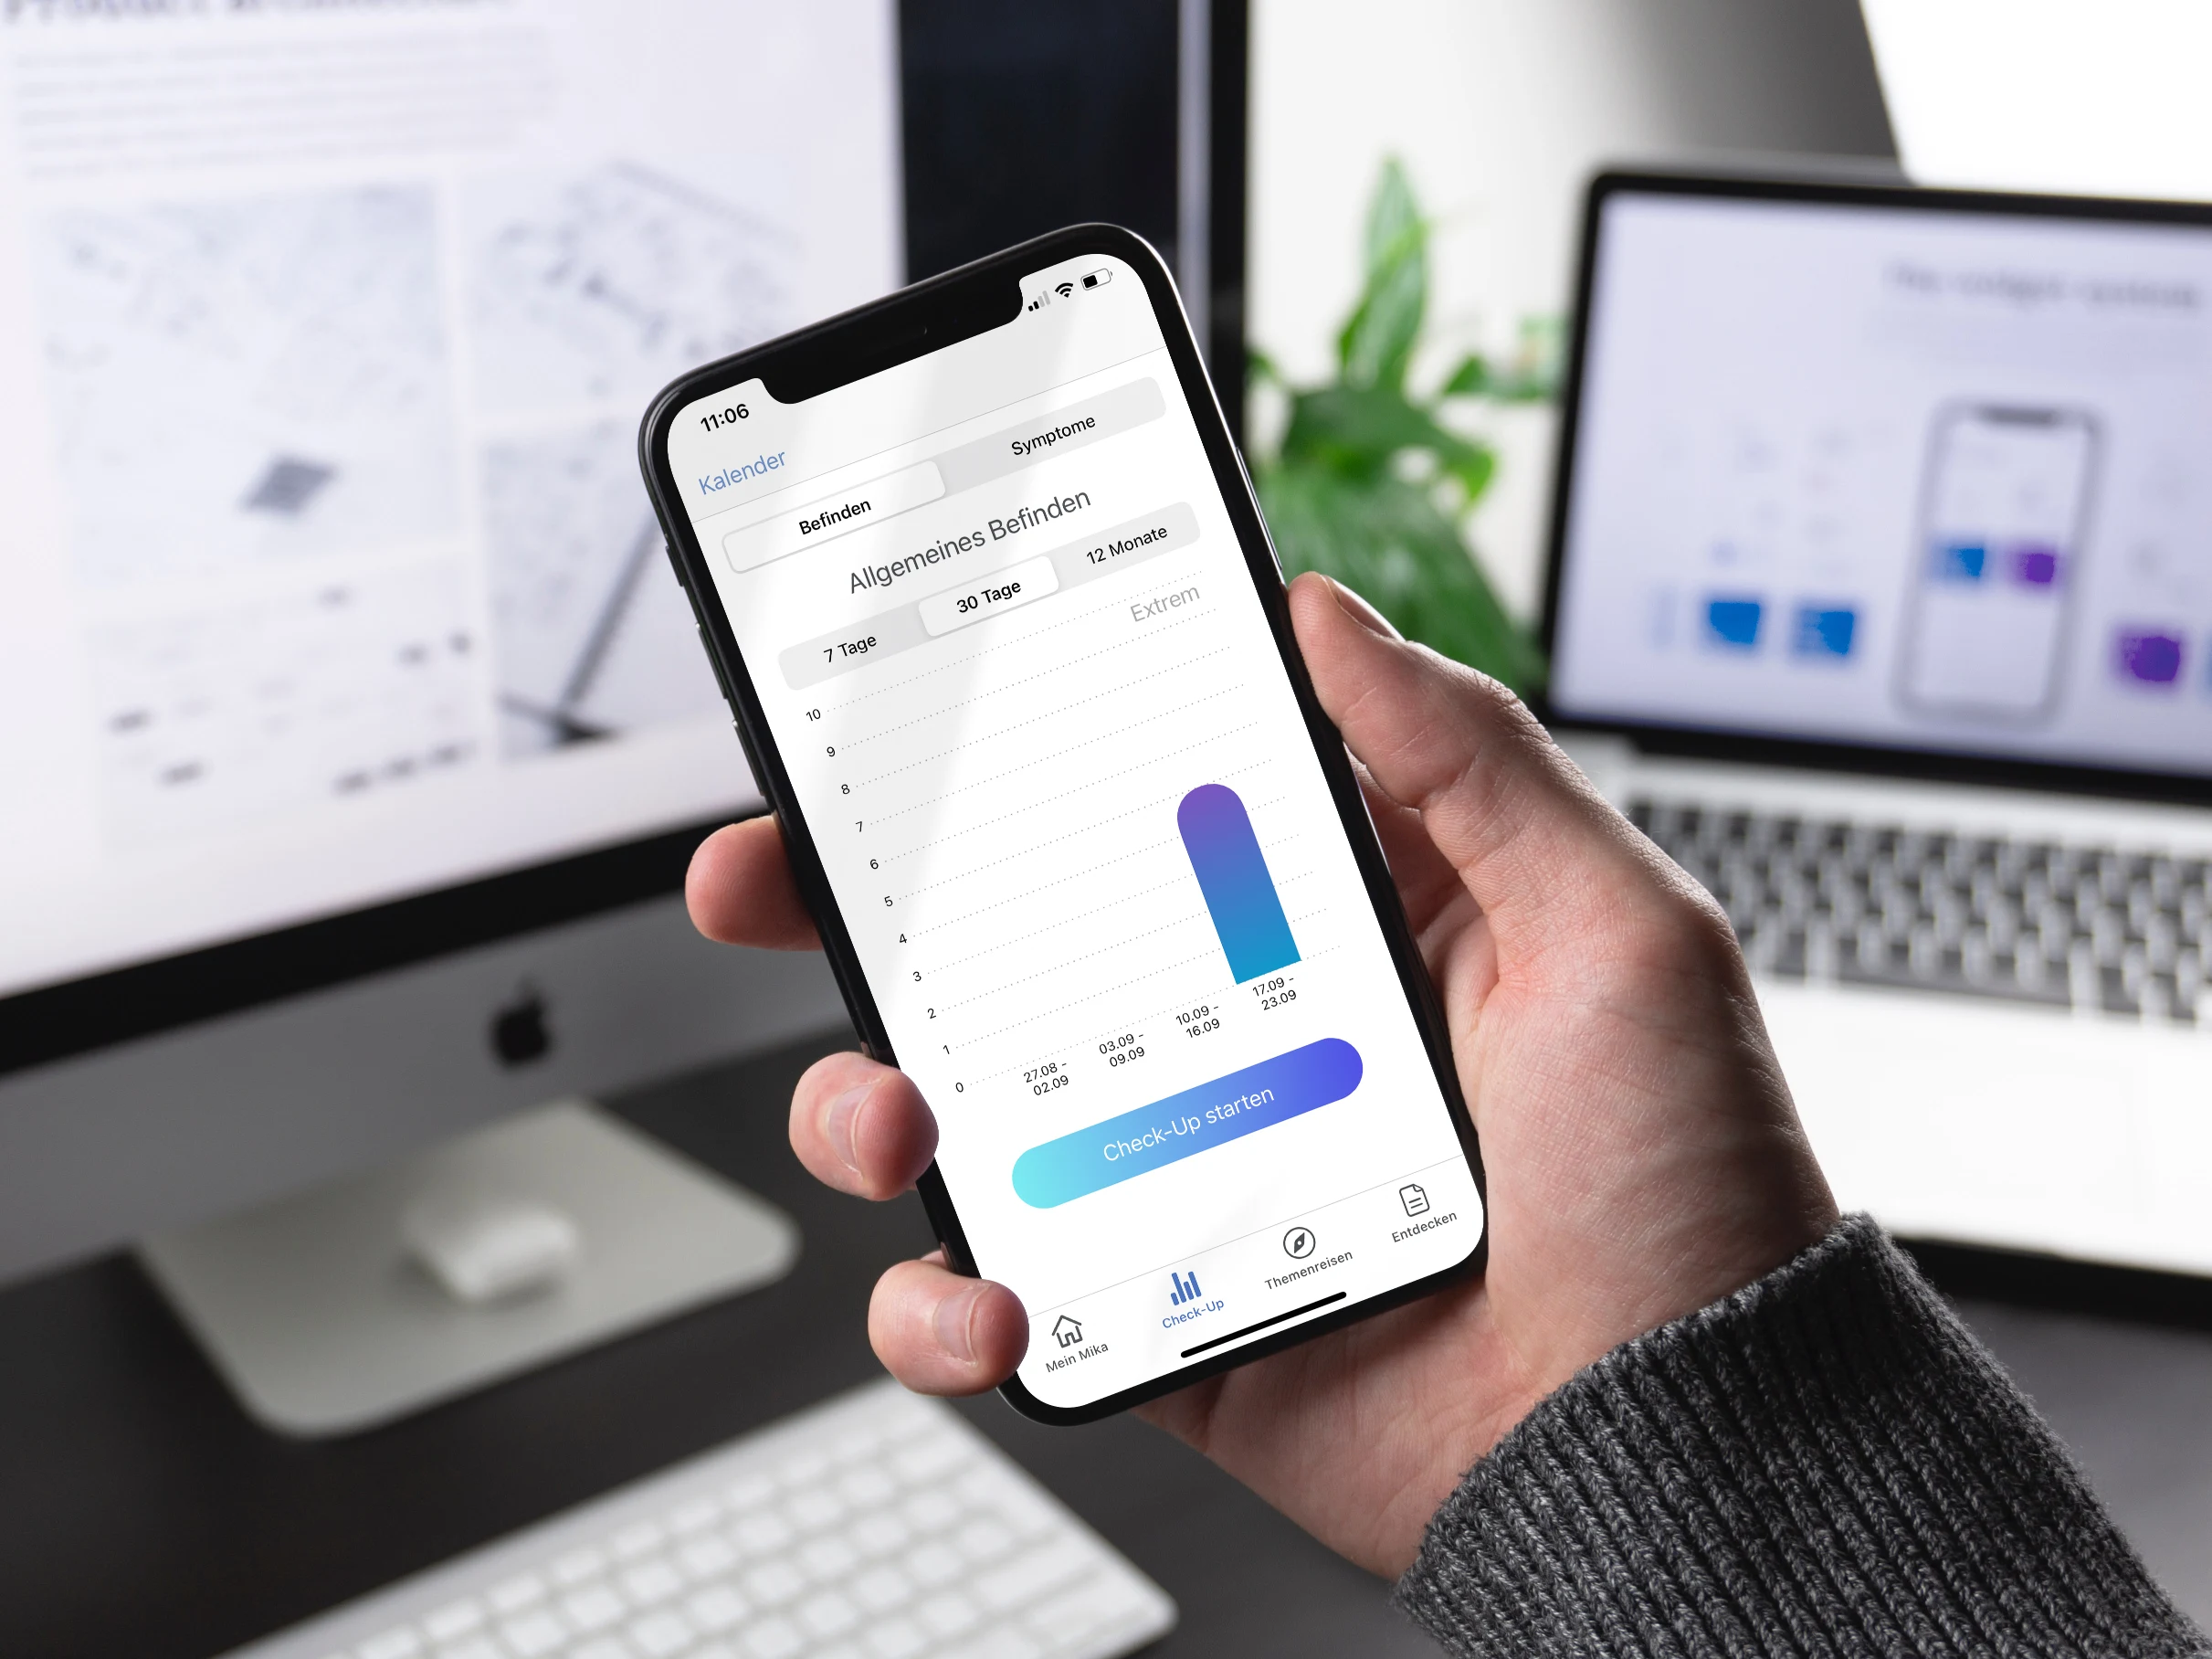 11:06
Kalender
Befinden
Symptome
Allgemeines Befinden
7 Tage
30 Tage
12 Monate
Extrem
10
9
8
7
6
5
4
3
2
1
0
27.08 -
02.09
03.09 -
09.09
10.09 -
16.09
17.09 -
23.09
Check-Up starten
Mein Mika
Check-Up
Themenreisen
Entdecken